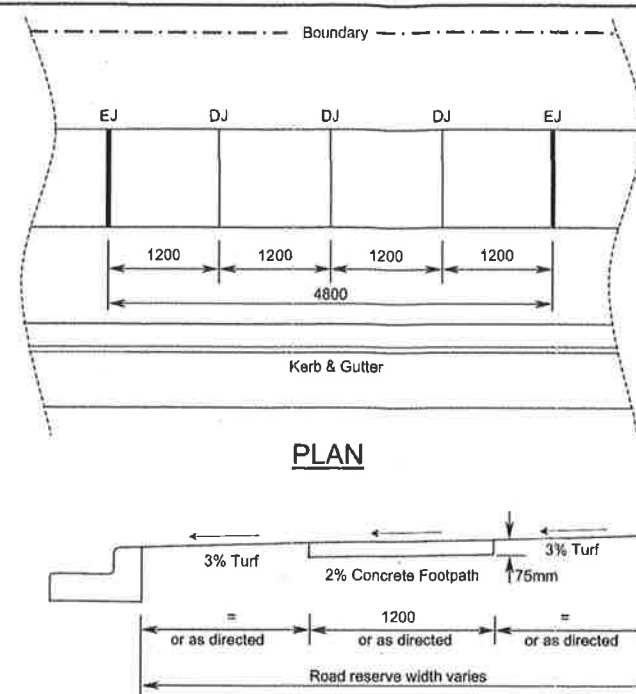 Boundary
EJ DJ DJ DJ EJ
1200 1200 1200 1200
4800
Kerb & Gutter
PLAN
3% Turf 2% Concrete Footpath 75mm 3% Turf
= 1200 =
or as directed or as directed or as directed
Road reserve width varies